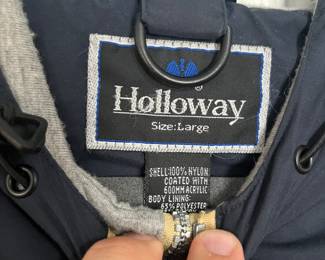 ®
Holloway
Size:Large
SHELL:100% NYLON
COATED WITH
600MM ACRYLIC
BODY LINING:
65% POLYESTER